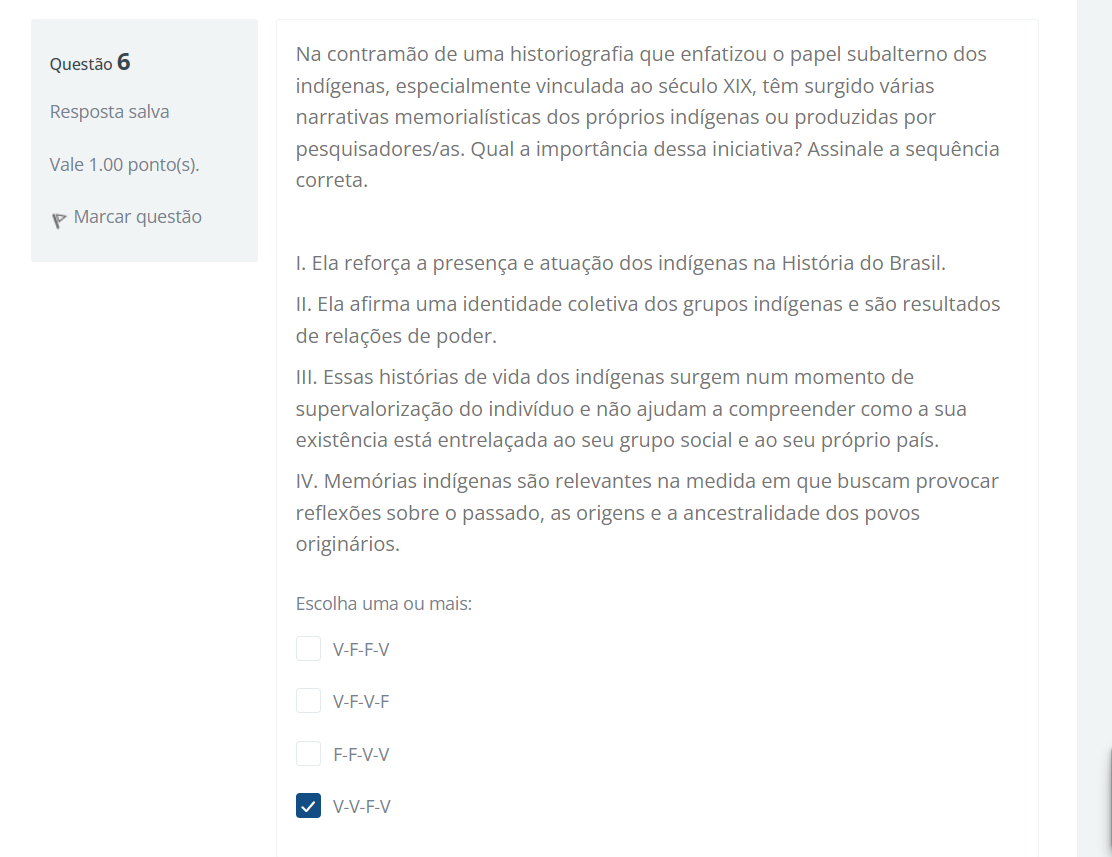 Questão 6
Resposta salva
Vale 1.00 ponto(s).
Marcar questão
Na contramão de uma historiografia que enfatizou o papel subalterno dos
indígenas, especialmente vinculada ao século XIX, têm surgido várias
narrativas memorialísticas dos próprios indígenas ou produzidas por
pesquisadores/as. Qual a importância dessa iniciativa? Assinale a sequência
correta.
I. Ela reforça a presença e atuação dos indígenas na História do Brasil.
II. Ela afirma uma identidade coletiva dos grupos indígenas e são resultados
de relações de poder.
III. Essas histórias de vida dos indígenas surgem num momento de
supervalorização do indivíduo e não ajudam a compreender como a sua
existência está entrelaçada ao seu grupo social e ao seu próprio país.
IV. Memórias indígenas são relevantes na medida em que buscam provocar
reflexões sobre o passado, as origens e a ancestralidade dos povos
originários.
Escolha uma ou mais:
V-F-F-V
V-F-V-F
F-F-V-V
V-V-F-V